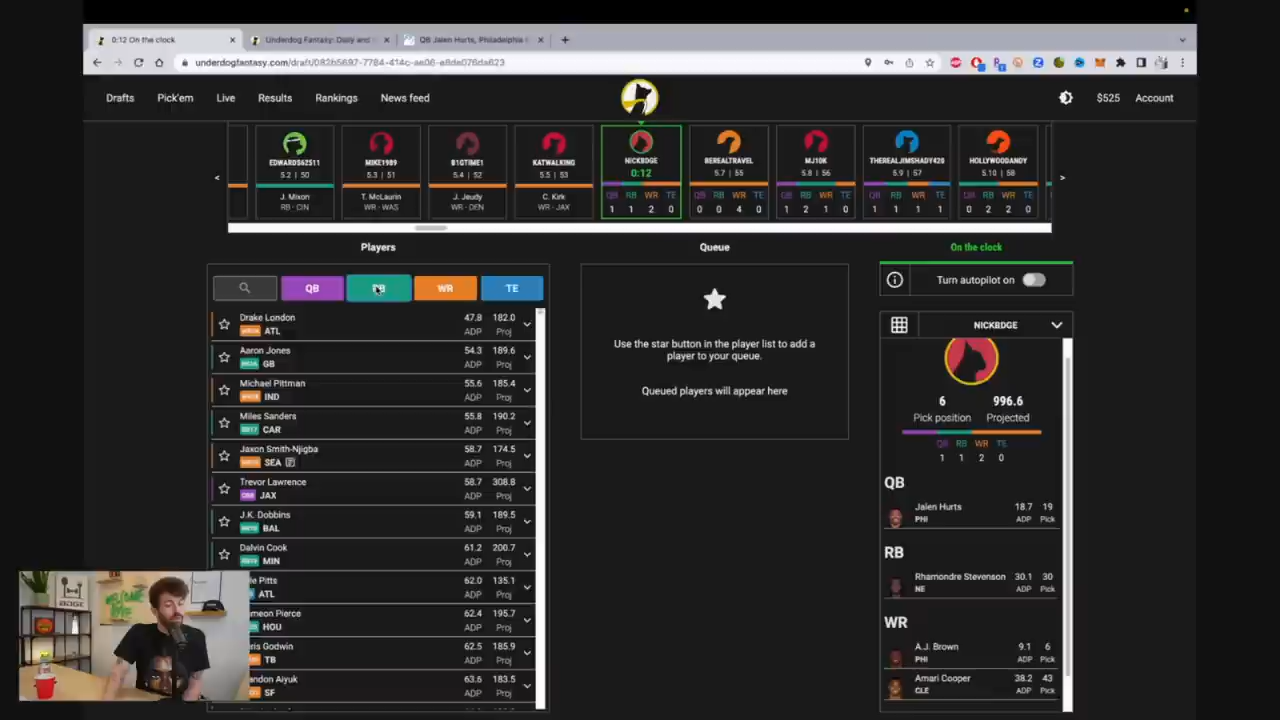 0:12 On the clock
Underdog Fantasy: Daily and
QB Jalen Hurts, Philadelphia
underdogfantasy.com/draft/082b5697-7784-414c-ae06-e8de076da623
Drafts Pick'em Live Results Rankings News feed $525 Account
EDWARDS62511 MIKE1989 B1GTIME1 KATWALKING NICKBDGE BEREALTRAVEL MJ10K THEREALJIMSHADY420 HOLLYWOODANDY
5.2 | 50 5.3 | 51 5.4 | 52 5.5 | 53 0:12 5.7 | 55 5.8 | 56 5.9 | 57 5.10 | 58
J. Mixon T. McLaurin J. Jeudy C. Kirk QB RB WR TE QB RB WR TE QB RB WR TE QB RB WR TE QB RB WR TE
RB - CIN WR - WAS WR - DEN WR - JAX 1 1 2 0 0 0 4 0 1 2 1 0 1 1 1 1 0 2 2 0
Players Queue On the clock
QB RB WR TE
Turn autopilot on
Drake London 47.8 182.0
ATL ADP Proj
Aaron Jones 54.3 189.6
GB ADP Proj
Michael Pittman 55.6 185.4
IND ADP Proj
Miles Sanders 55.8 190.2
CAR ADP Proj
Jaxon Smith-Njigba 58.7 174.5
SEA ADP Proj
Trevor Lawrence 58.7 308.8
JAX ADP Proj
J.K. Dobbins 59.1 189.5
BAL ADP Proj
Dalvin Cook 61.2 200.7
MIN ADP Proj
le Pitts 62.0 135.1
ATL ADP Proj
meon Pierce 62.4 195.7
HOU ADP Proj
ris Godwin 62.5 185.9
TB ADP Proj
andon Aiyuk 63.6 183.5
SF ADP Proj
Use the star button in the player list to add a
player to your queue.
Queued players will appear here
NICKBDGE
6 996.6
Pick position Projected
QB RB WR TE
1 1 2 0
QB
Jalen Hurts 18.7 19
PHI ADP Pick
RB
Rhamondre Stevenson 30.1 30
NE ADP Pick
WR
A.J. Brown 9.1 6
PHI ADP Pick
Amari Cooper 38.2 43
CLE ADP Pick